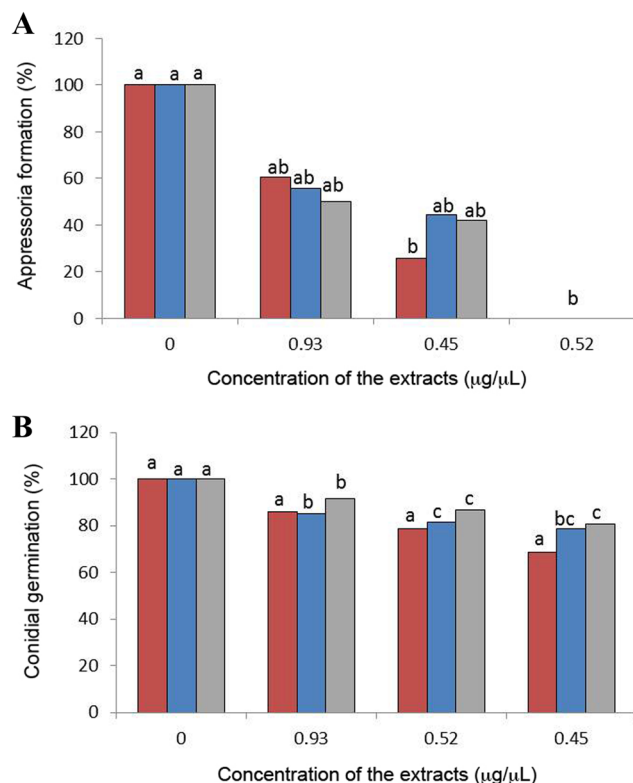 A
120
100
80
60
40
20
0
Appressoria formation (%)
a a a
ab ab ab
b ab ab
b
0 0.93 0.45 0.52
Concentration of the extracts (µg/µL)
B
120
100
80
60
40
20
0
Conidial germination (%)
a a a
a b b
a c c
a bc c
0 0.93 0.52 0.45
Concentration of the extracts (µg/µL)